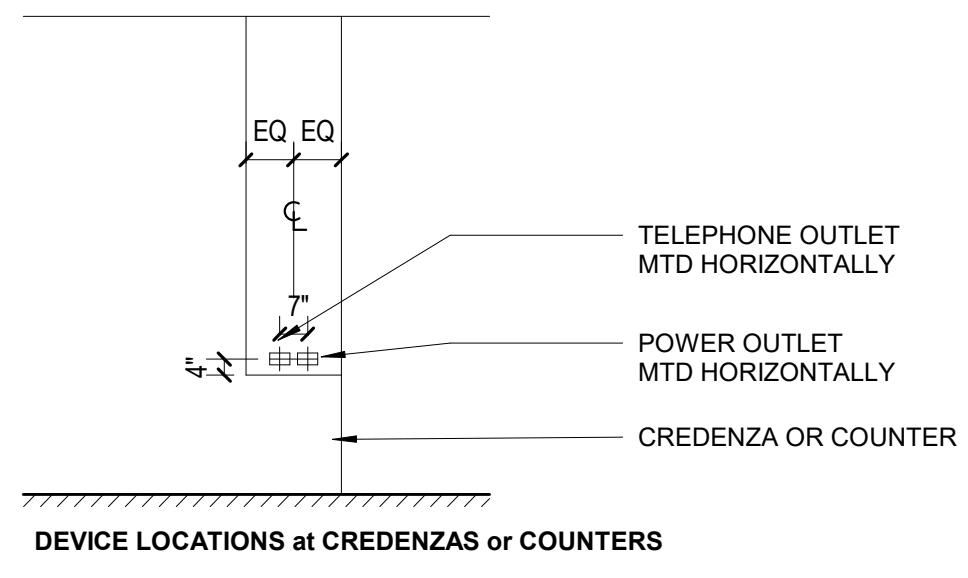 EQ EQ
℄
TELEPHONE OUTLET
MTD HORIZONTALLY
7"
POWER OUTLET
MTD HORIZONTALLY
4"
CREDENZA OR COUNTER
DEVICE LOCATIONS at CREDENZAS or COUNTERS